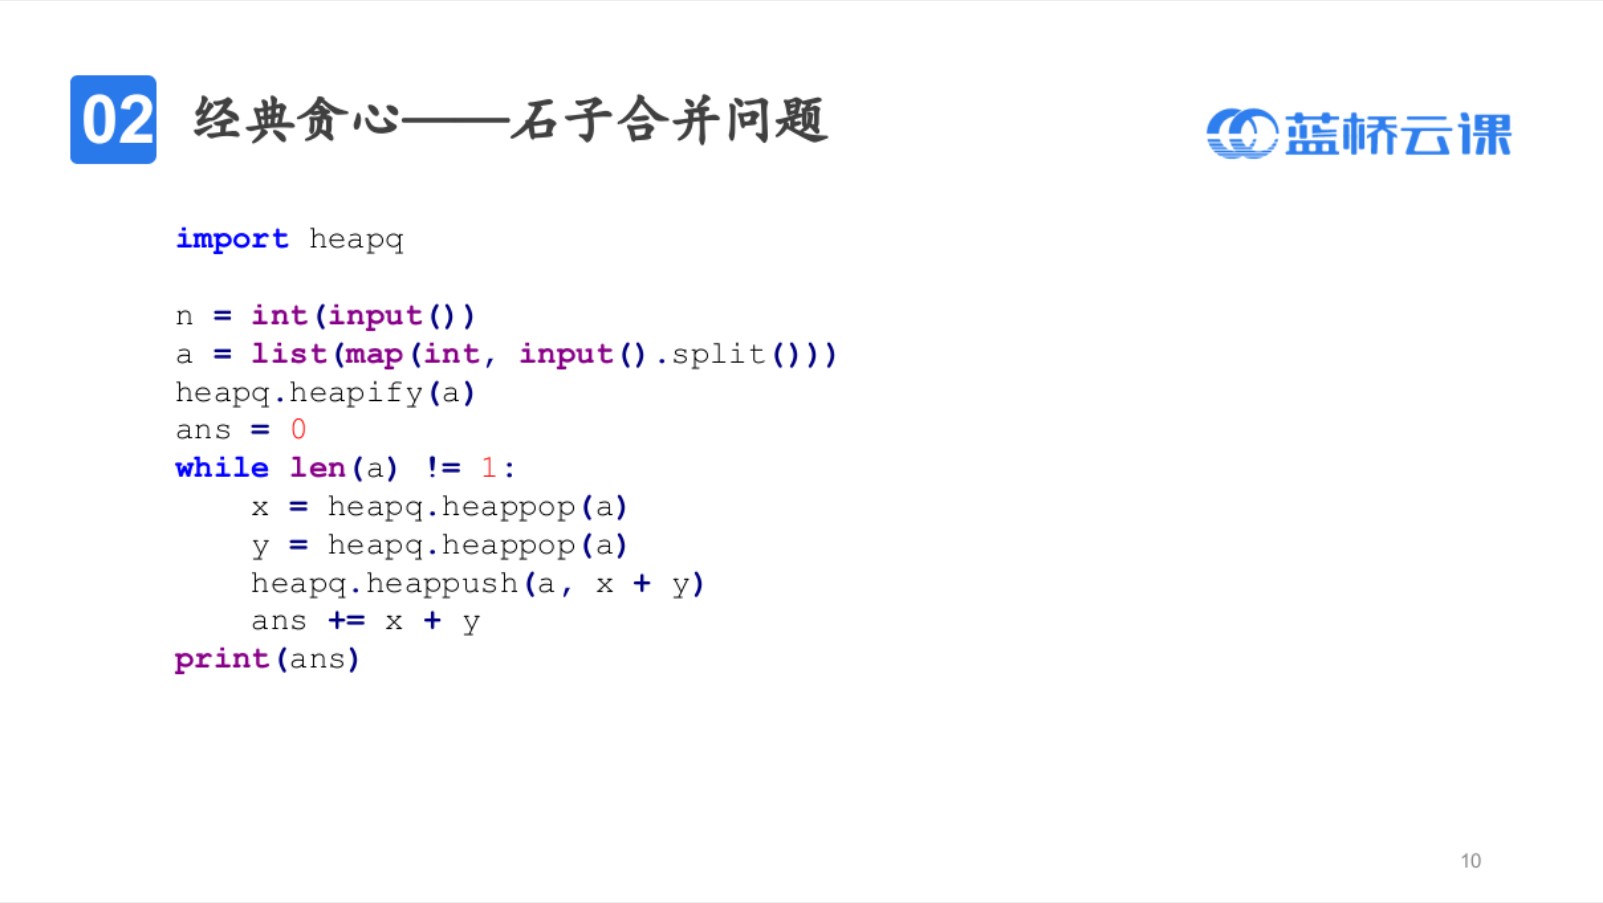 02 经典贪心——石子合并问题
蓝桥云课
import heapq
n = int(input())
a = list(map(int, input().split()))
heapq.heapify(a)
ans = 0
while len(a) != 1:
    x = heapq.heappop(a)
    y = heapq.heappop(a)
    heapq.heappush(a, x + y)
    ans += x + y
print(ans)
10